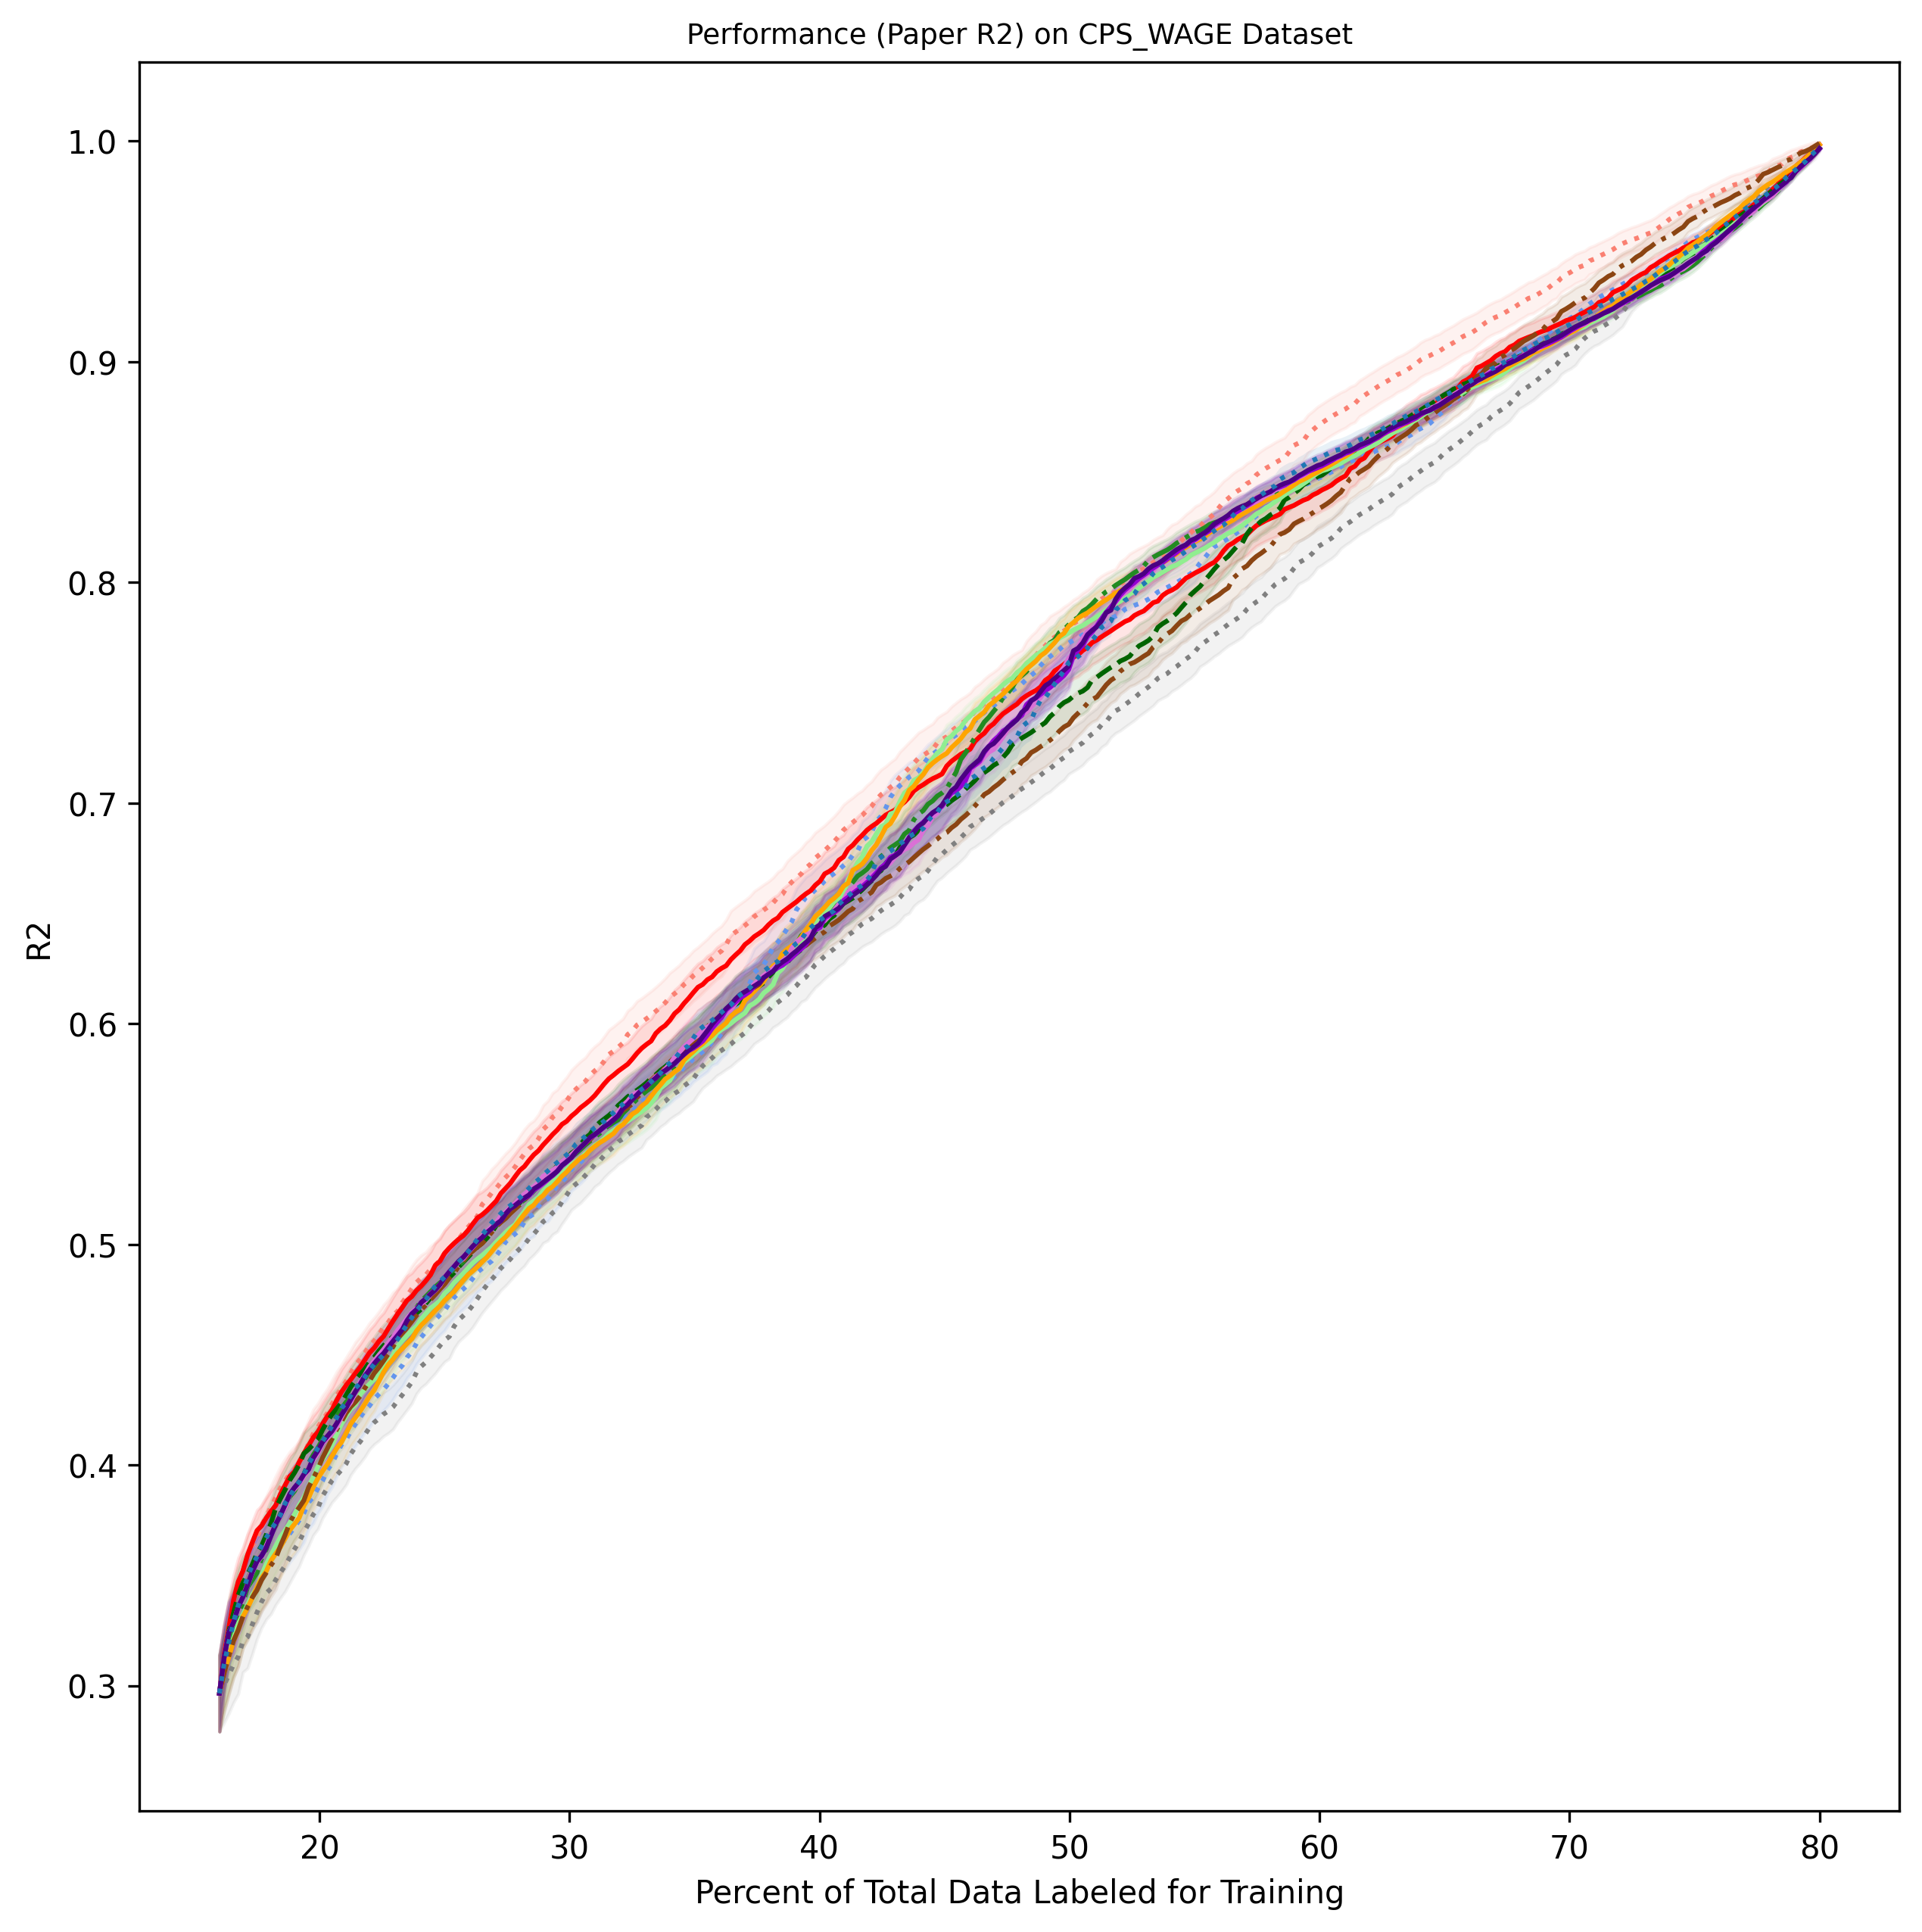 Performance (Paper R2) on CPS_WAGE Dataset
1.0
0.9
0.8
0.7
0.6
0.5
0.4
0.3
R2
20 30 40 50 60 70 80
Percent of Total Data Labeled for Training